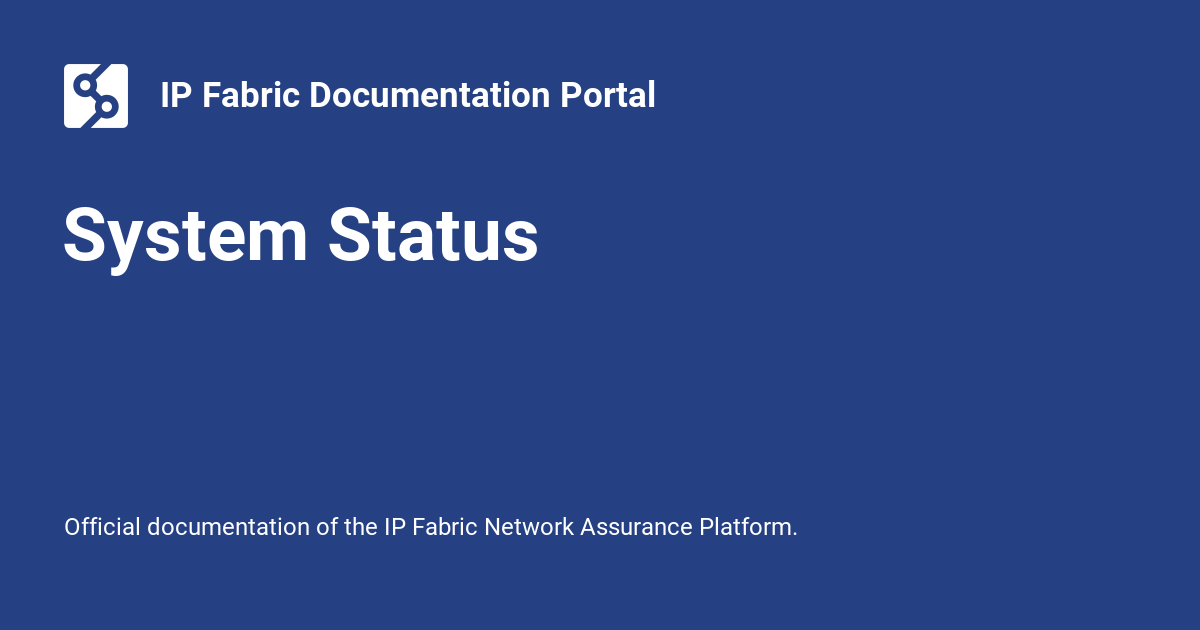 IP Fabric Documentation Portal
System Status
Official documentation of the IP Fabric Network Assurance Platform.